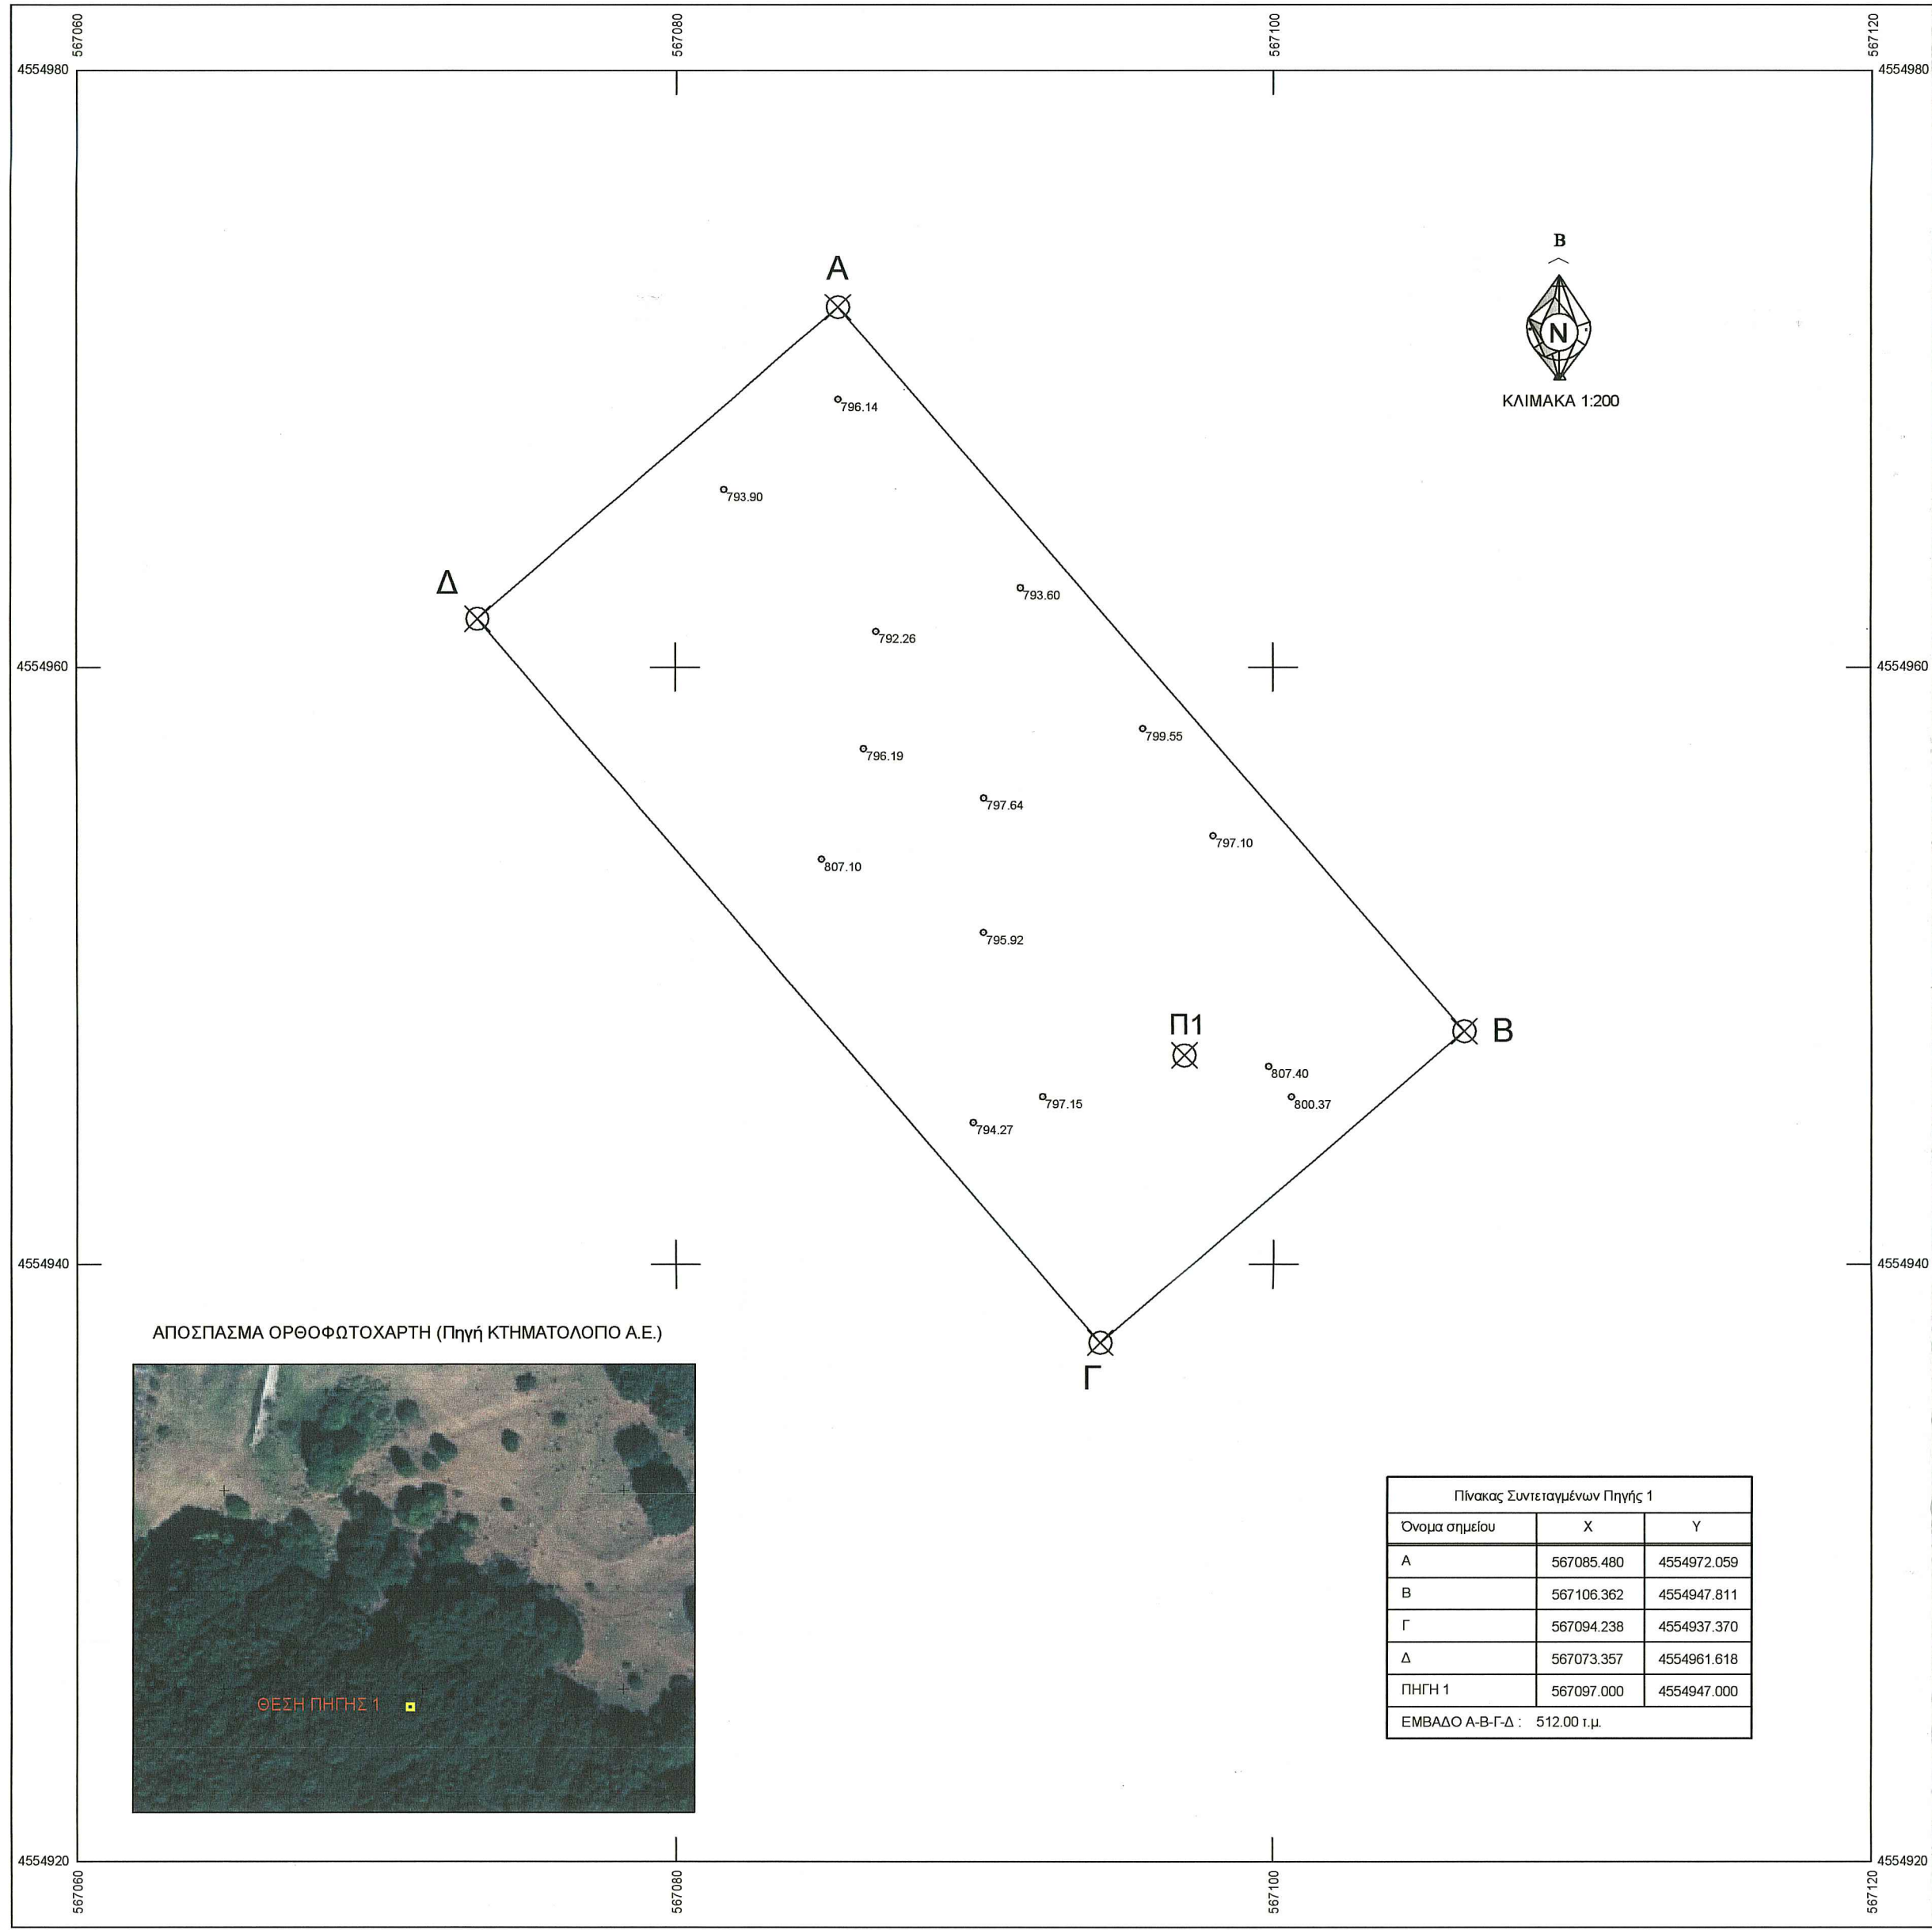 567060
567080
567100
567120
4554980
4554980
B
N
ΚΛΙΜΑΚΑ 1:200
Α
796.14
793.90
Δ
793.60
792.26
4554960
4554960
799.55
796.19
797.64
797.10
807.10
795.92
Π1
Β
807.40
797.15
800.37
794.27
4554940
4554940
Γ
ΑΠΟΣΠΑΣΜΑ ΟΡΘΟΦΩΤΟΧΑΡΤΗ (Πηγή ΚΤΗΜΑΤΟΛΟΓΙΟ Α.Ε.)
ΘΕΣΗ ΠΗΓΗΣ 1
Πίνακας Συντεταγμένων Πηγής 1
Όνομα σημείου Χ Υ
Α 567085.480 4554972.059
Β 567106.362 4554947.811
Γ 567094.238 4554937.370
Δ 567073.357 4554961.618
ΠΗΓΗ 1 567097.000 4554947.000
ΕΜΒΑΔΟ Α-Β-Γ-Δ : 512.00 τ.μ.
4554920
4554920
567060
567080
567100
567120